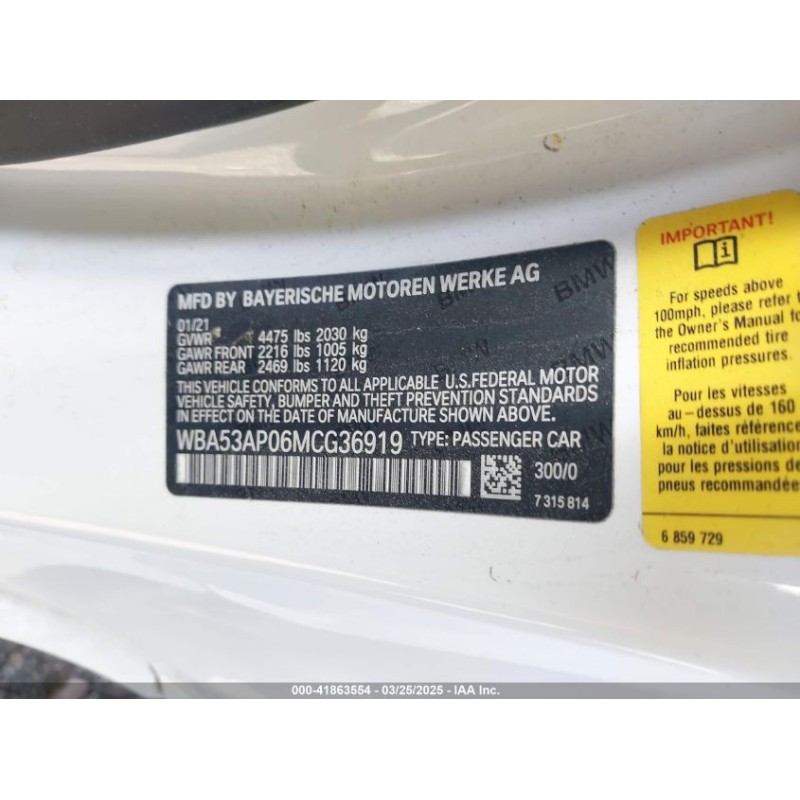 MFD BY BAYERISCHE MOTOREN WERKE AG
01/21
GVWR 4475 lbs 2030 kg
GAWR FRONT 2216 lbs 1005 kg
GAWR REAR 2469 lbs 1120 kg
THIS VEHICLE CONFORMS TO ALL APPLICABLE U.S.FEDERAL MOTOR
VEHICLE SAFETY, BUMPER AND THEFT PREVENTION STANDARDS
IN EFFECT ON THE DATE OF MANUFACTURE SHOWN ABOVE.
WBA53AP06MCG36919 TYPE: PASSENGER CAR
300/0
7 315 814
BMW
IMPORTANT!
For speeds above
100mph, please refer t
the Owner's Manual fo
recommended tire
inflation pressures.
Pour les vitesses
au-dessus de 160
km/h, faites référence
la notice d'utilisation
pour les pressions de
pneus recommandées.
6 859 729
000-41863554 | 03/25/2025 - IAA Inc.